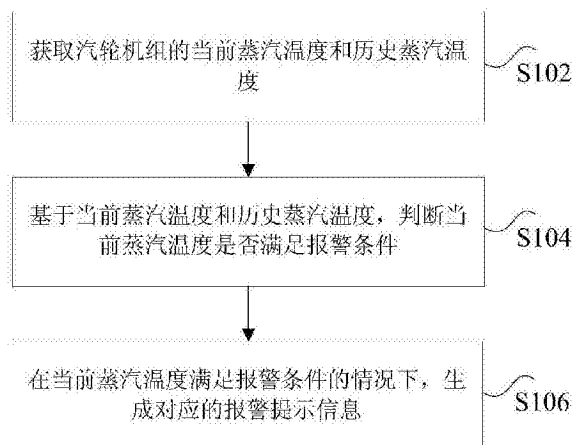 获取汽轮机组的当前蒸汽温度和历史蒸汽温
度
S102
基于当前蒸汽温度和历史蒸汽温度，判断当
前蒸汽温度是否满足报警条件
S104
在当前蒸汽温度满足报警条件的情况下，生
成对应的报警提示信息
S106